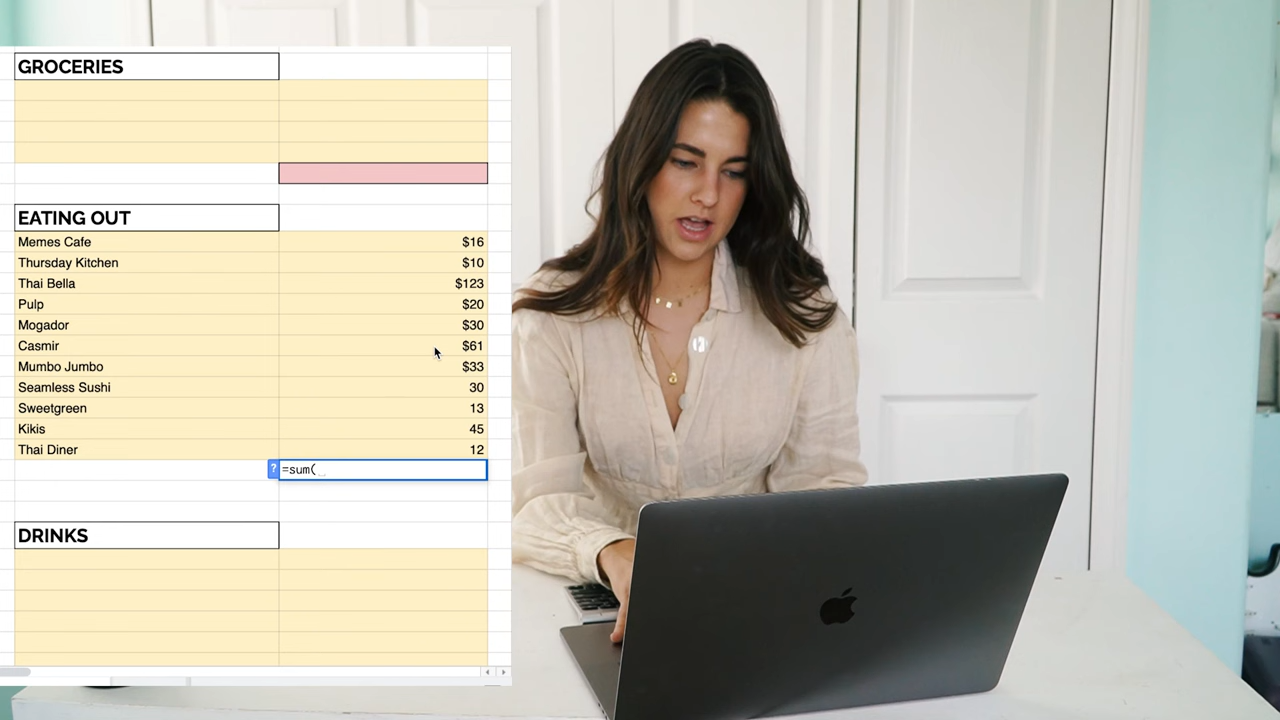 GROCERIES
EATING OUT
Memes Cafe $16
Thursday Kitchen $10
Thai Bella $123
Pulp $20
Mogador $30
Casmir $61
Mumbo Jumbo $33
Seamless Sushi 30
Sweetgreen 13
Kikis 45
Thai Diner 12
? =sum(
DRINKS